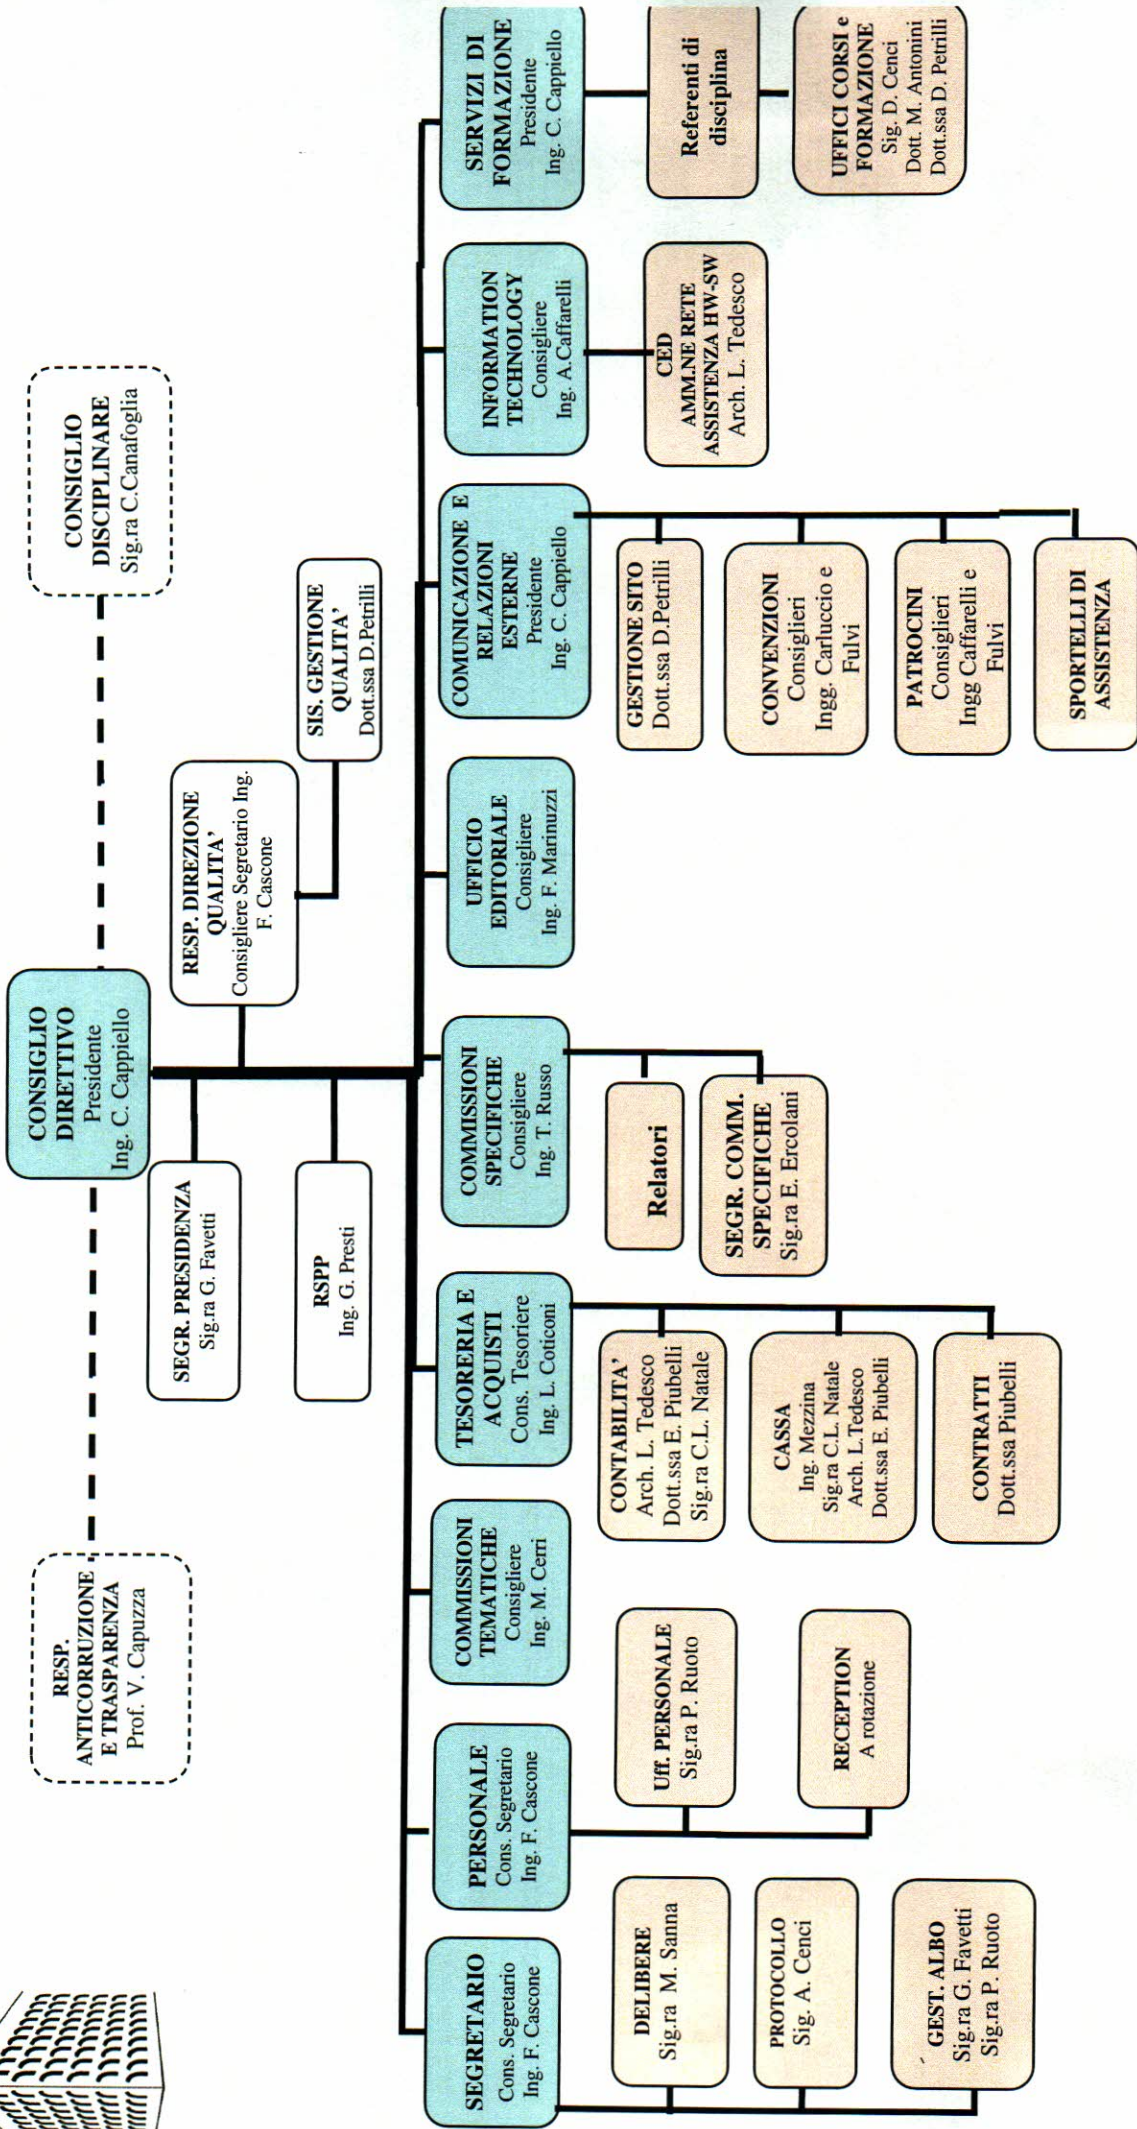 CONSIGLIO
DIRETTIVO
Presidente
Ing. C. Cappiello
RESP.
ANTICORRUZIONE
E TRASPARENZA
Prof. V. Capuzza
CONSIGLIO
DISCIPLINARE
Sig.ra C.Canafoglia
SEGR. PRESIDENZA
Sig.ra G. Favetti
RESP. DIREZIONE
QUALITA'
Consigliere Segretario Ing.
F. Cascone
RSPP
Ing. G. Presti
SIS. GESTIONE
QUALITA'
Dott.ssa D.Petrilli
SEGRETARIO
Cons. Segretario
Ing. F. Cascone
DELIBERE
Sig.ra M. Sanna
PROTOCOLLO
Sig. A. Cenci
GEST. ALBO
Sig.ra G. Favetti
Sig.ra P. Ruoto
PERSONALE
Cons. Segretario
Ing. F. Cascone
Uff. PERSONALE
Sig.ra P. Ruoto
RECEPTION
A rotazione
COMMISSIONI
TEMATICHE
Consigliere
Ing. M. Cerri
TESORERIA E
ACQUISTI
Cons. Tesoriere
Ing. L. Coticoni
CONTABILITA'
Arch. L. Tedesco
Dott.ssa E. Piubelli
Sig.ra C.L. Natale
CASSA
Ing. Mezzina
Sig.ra C.L. Natale
Arch. L.Tedesco
Dott.ssa E. Piubelli
CONTRATTI
Dott.ssa Piubelli
COMMISSIONI
SPECIFICHE
Consigliere
Ing. T. Russo
Relatori
SEGR. COMM.
SPECIFICHE
Sig.ra E. Ercolani
UFFICIO
EDITORIALE
Consigliere
Ing. F. Marinuzzi
COMUNICAZIONE E
RELAZIONI
ESTERNE
Presidente
Ing. C. Cappiello
GESTIONE SITO
Dott.ssa D.Petrilli
CONVENZIONI
Consiglieri
Ingg. Carluccio e
Fulvi
PATROCINI
Consiglieri
Ingg Caffarelli e
Fulvi
SPORTELLI DI
ASSISTENZA
INFORMATION
TECHNOLOGY
Consigliere
Ing. A.Caffarelli
CED
AMM.NE RETE
ASSISTENZA HW-SW
Arch. L. Tedesco
SERVIZI DI
FORMAZIONE
Presidente
Ing. C. Cappiello
Referenti di
disciplina
UFFICI CORSI e
FORMAZIONE
Sig. D. Cenci
Dott. M. Antonini
Dott.ssa D. Petrilli